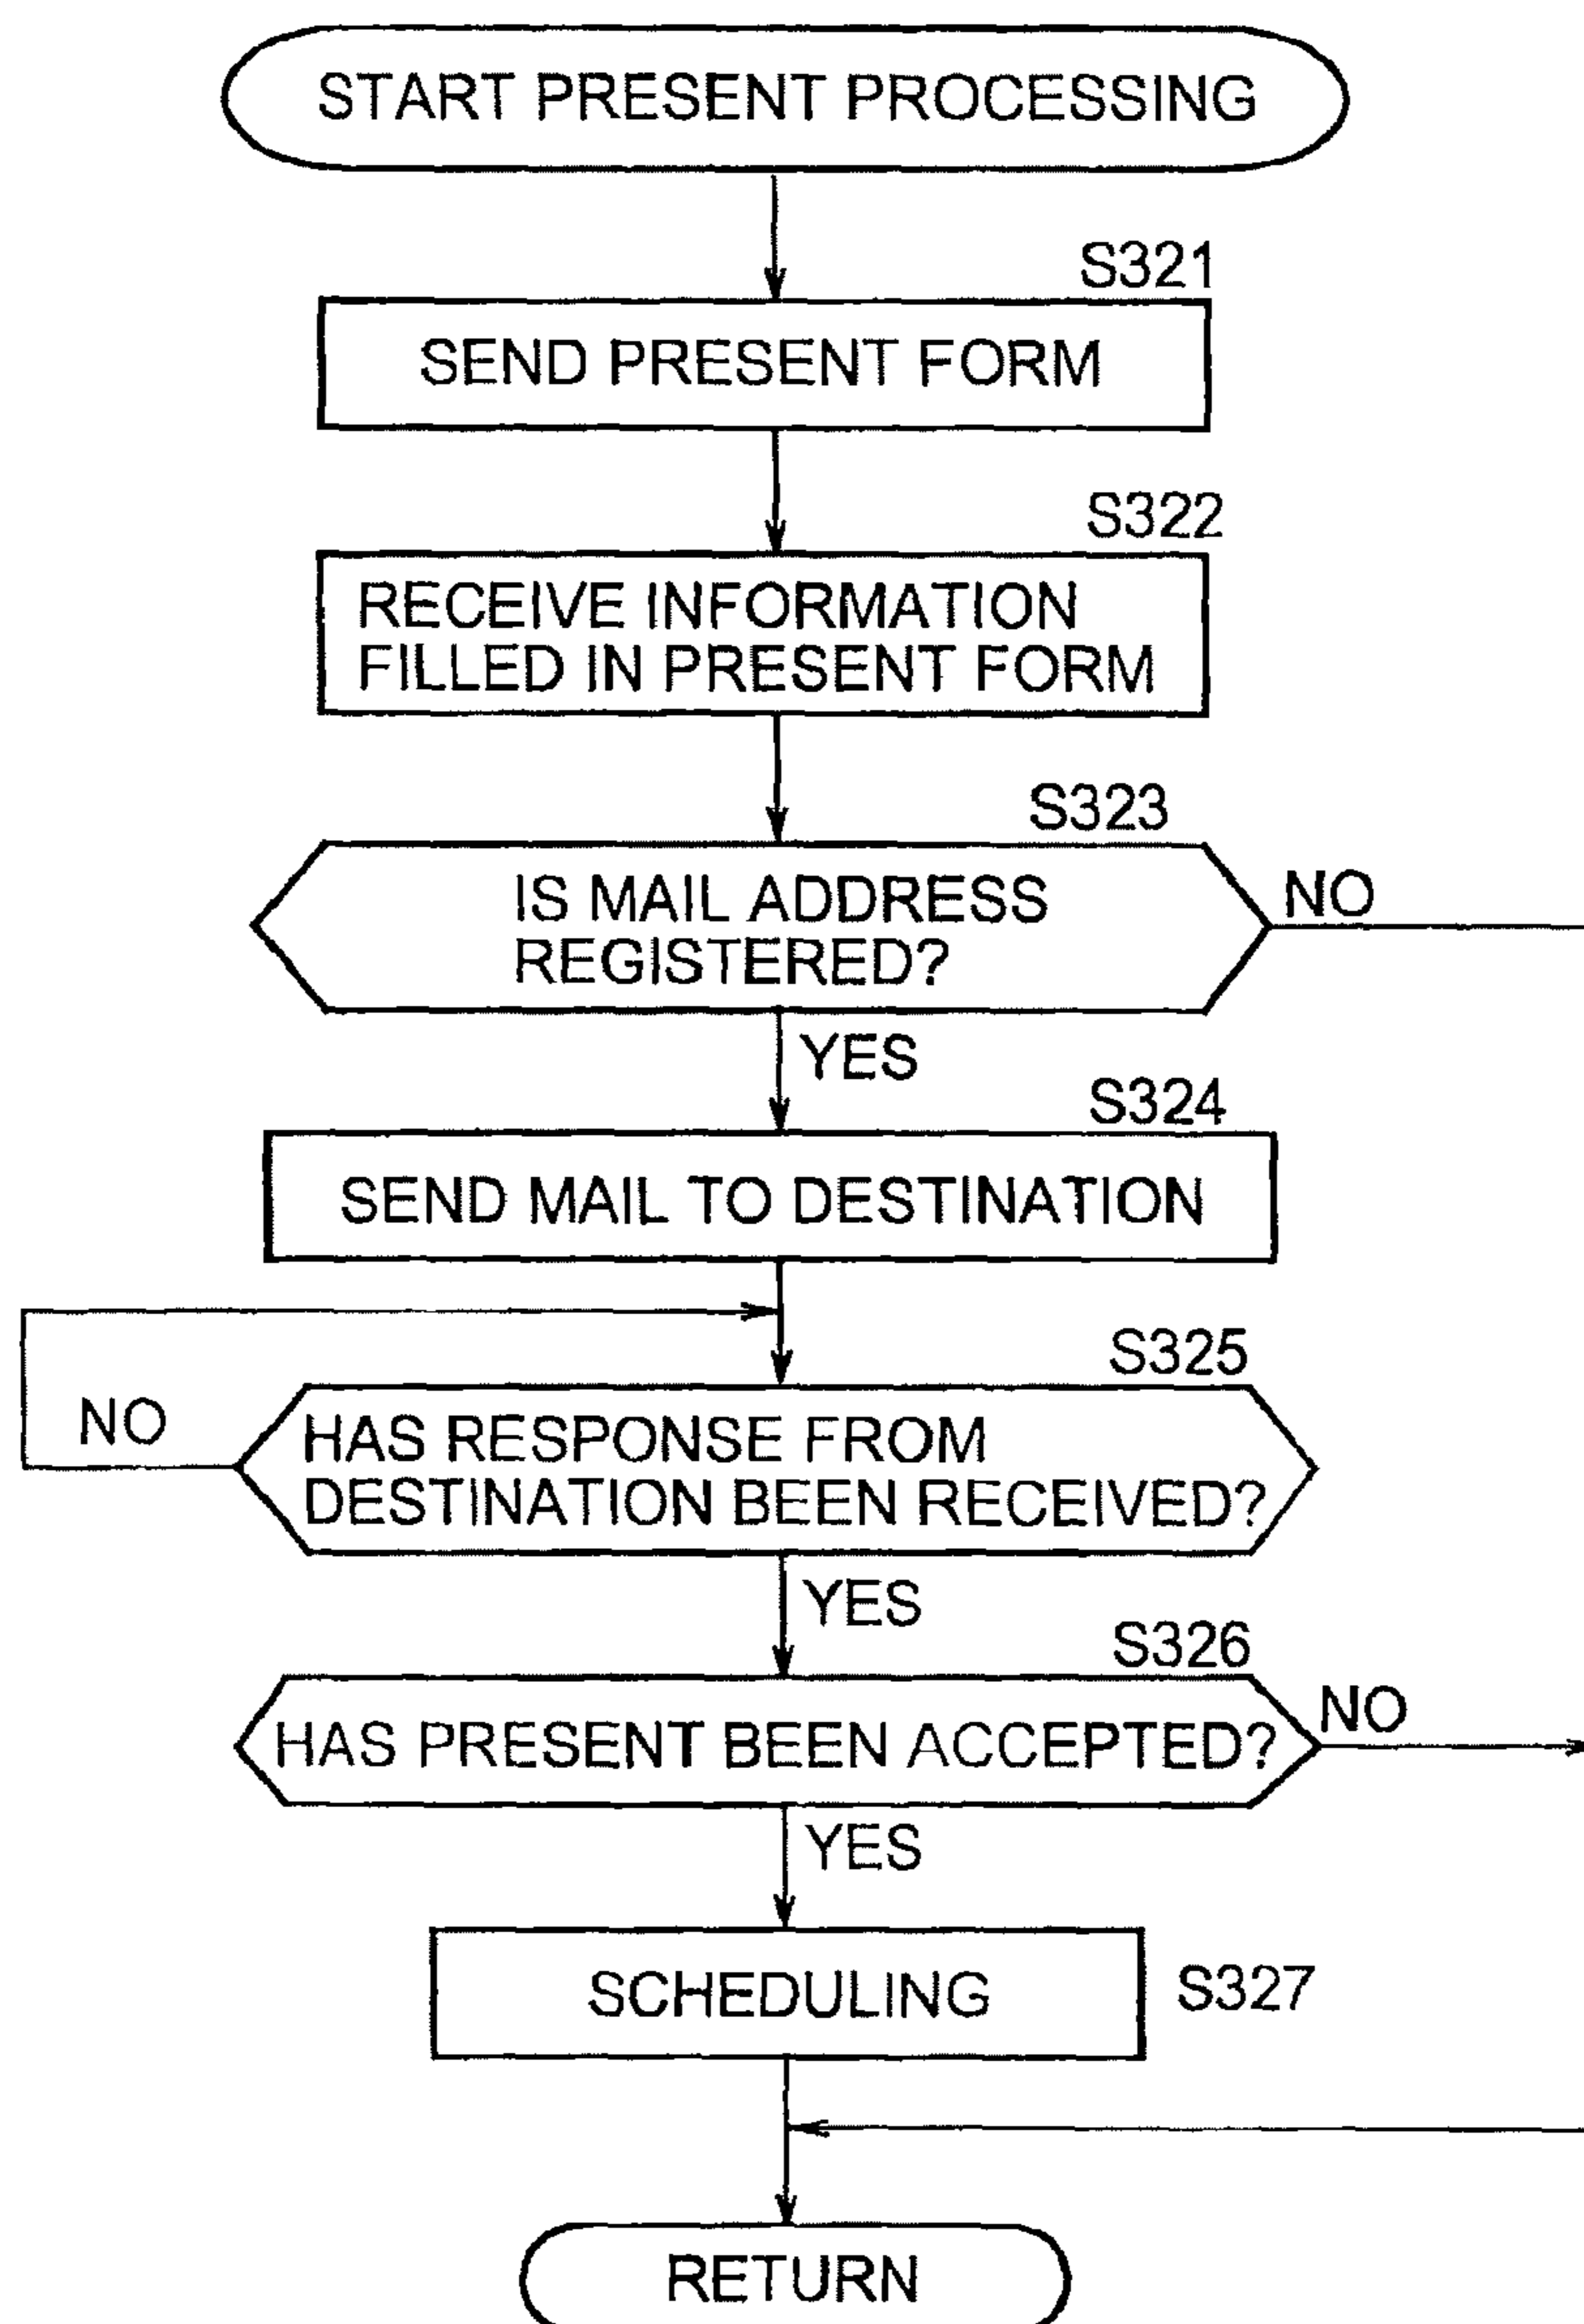 START PRESENT PROCESSING
S321
SEND PRESENT FORM
S322
RECEIVE INFORMATION
FILLED IN PRESENT FORM
S323
IS MAIL ADDRESS
REGISTERED?
NO
YES
S324
SEND MAIL TO DESTINATION
S325
NO
HAS RESPONSE FROM
DESTINATION BEEN RECEIVED?
YES
S326
HAS PRESENT BEEN ACCEPTED?
NO
YES
SCHEDULING
S327
RETURN